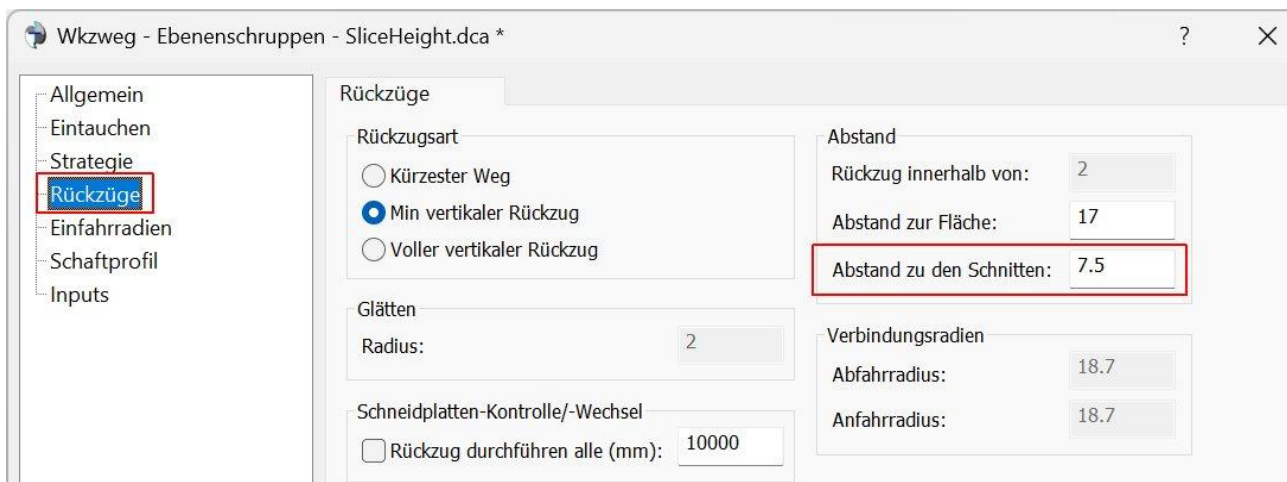 Wkzweg - Ebenenschruppen - SliceHeight.dca *
?
Allgemein
Eintauchen
Strategie
Rückzüge
Einfahrradien
Schaftprofil
Inputs
Rückzüge
Rückzugsart
Kürzester Weg
Min vertikaler Rückzug
Voller vertikaler Rückzug
Glätten
Radius: 2
Schneidplatten-Kontrolle/-Wechsel
Rückzug durchführen alle (mm): 10000
Abstand
Rückzug innerhalb von: 2
Abstand zur Fläche: 17
Abstand zu den Schnitten: 7.5
Verbindungsradien
Abfahrradius: 18.7
Anfahrradius: 18.7